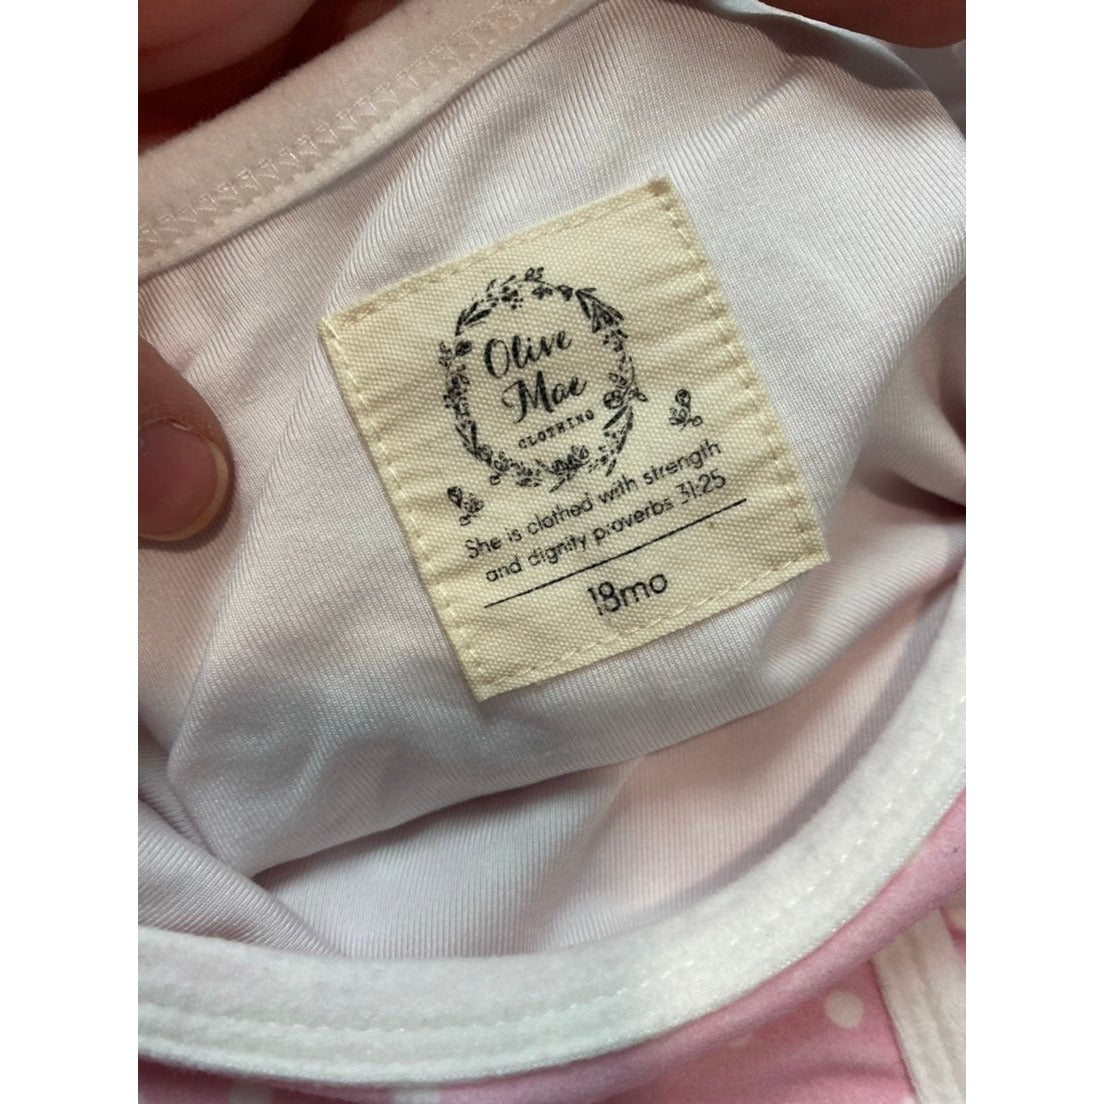 Olive
Mae
CLOTHING
She is clothed with strength
and dignity proverbs 31:25
18mo